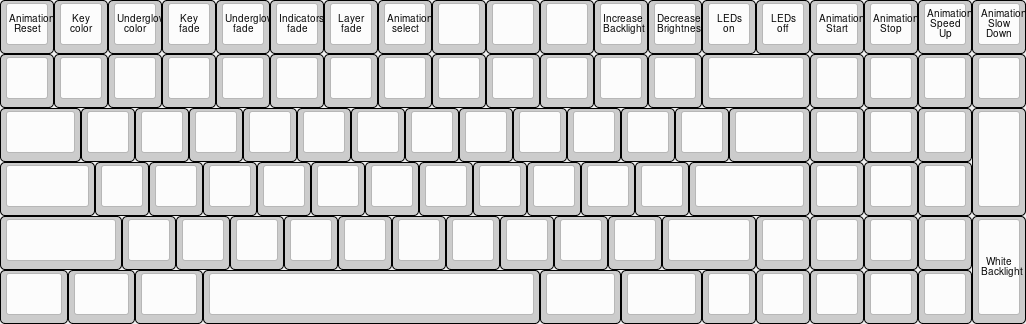 Animation
Reset
Key
color
Underglow
color
Key
fade
Underglow
fade
Indicators
fade
Layer
fade
Animation
select
Increase
Backlight
Decrease
Brightness
LEDs
on
LEDs
off
Animation
Start
Animation
Stop
Animation
Speed
Up
Animation
Slow
Down
White
Backlight